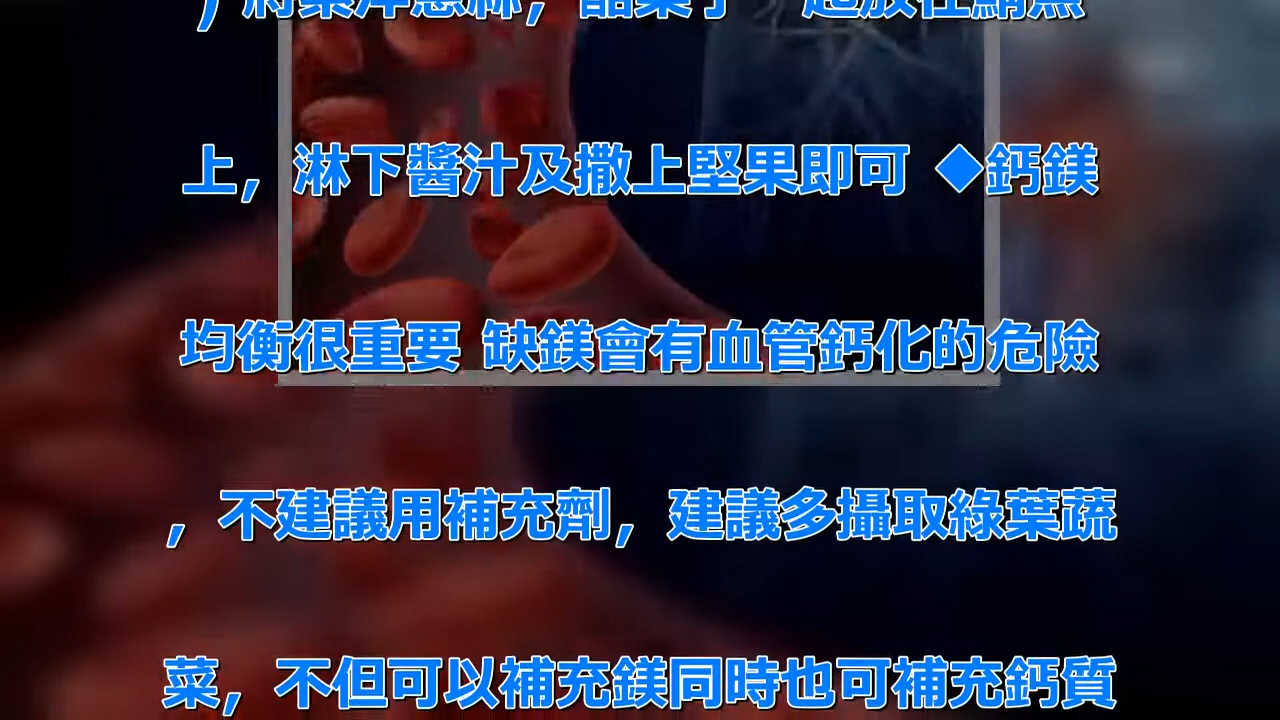 上，淋下醬汁及撒上堅果即可 ◆鈣鎂
均衡很重要 缺鎂會有血管鈣化的危險
，不建議用補充劑，建議多攝取綠葉蔬
菜，不但可以補充鎂同時也可補充鈣質